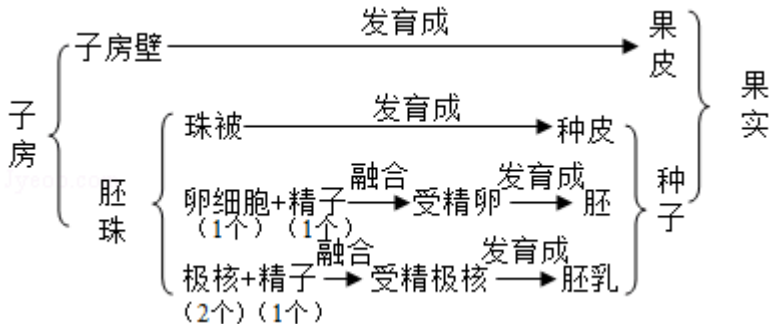 子房
子房壁
发育成
果皮
果实
胚珠
珠被
发育成
种皮
种子
卵细胞+精子
融合
受精卵
发育成
胚
(1个) (1个)
极核+精子
融合
受精极核
发育成
胚乳
(2个) (1个)